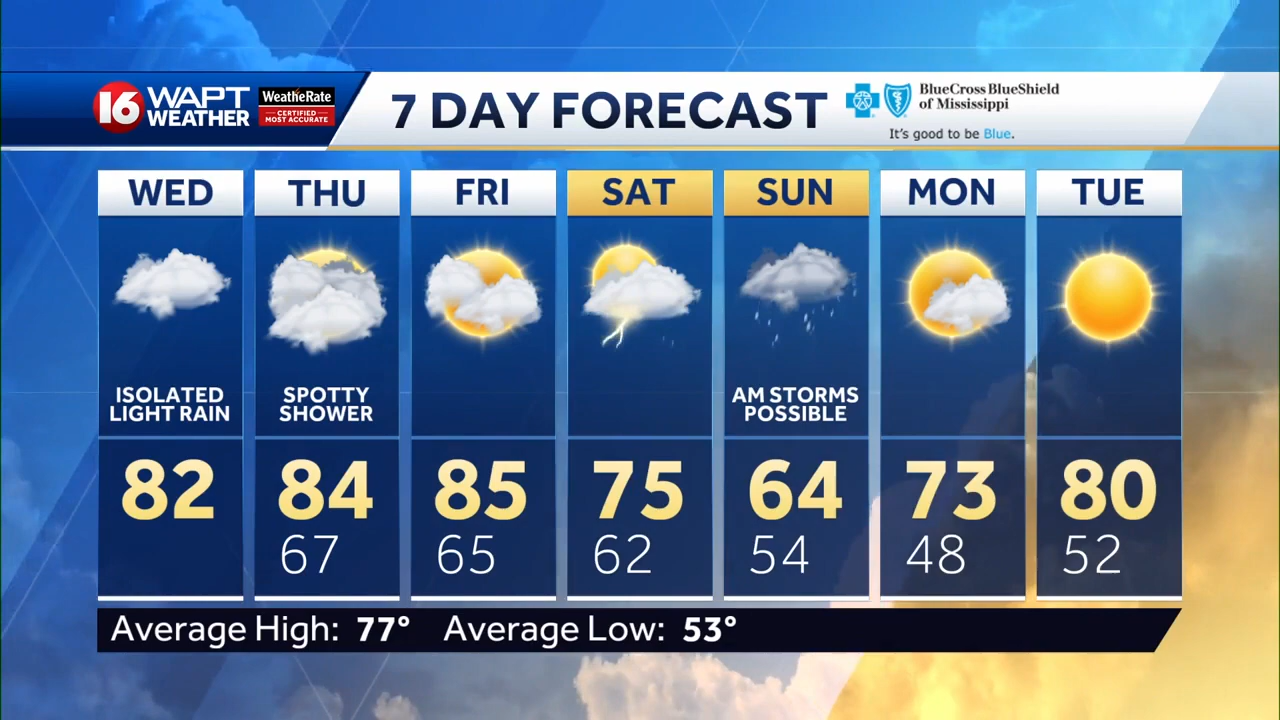 16 WAPT WEATHER
WeatheRate
CERTIFIED
MOST ACCURATE
7 DAY FORECAST
BlueCross BlueShield
of Mississippi
It's good to be Blue.
WED THU FRI SAT SUN MON TUE
ISOLATED
LIGHT RAIN
SPOTTY
SHOWER
AM STORMS
POSSIBLE
82 84 85 75 64 73 80
67 65 62 54 48 52
Average High: 77° Average Low: 53°